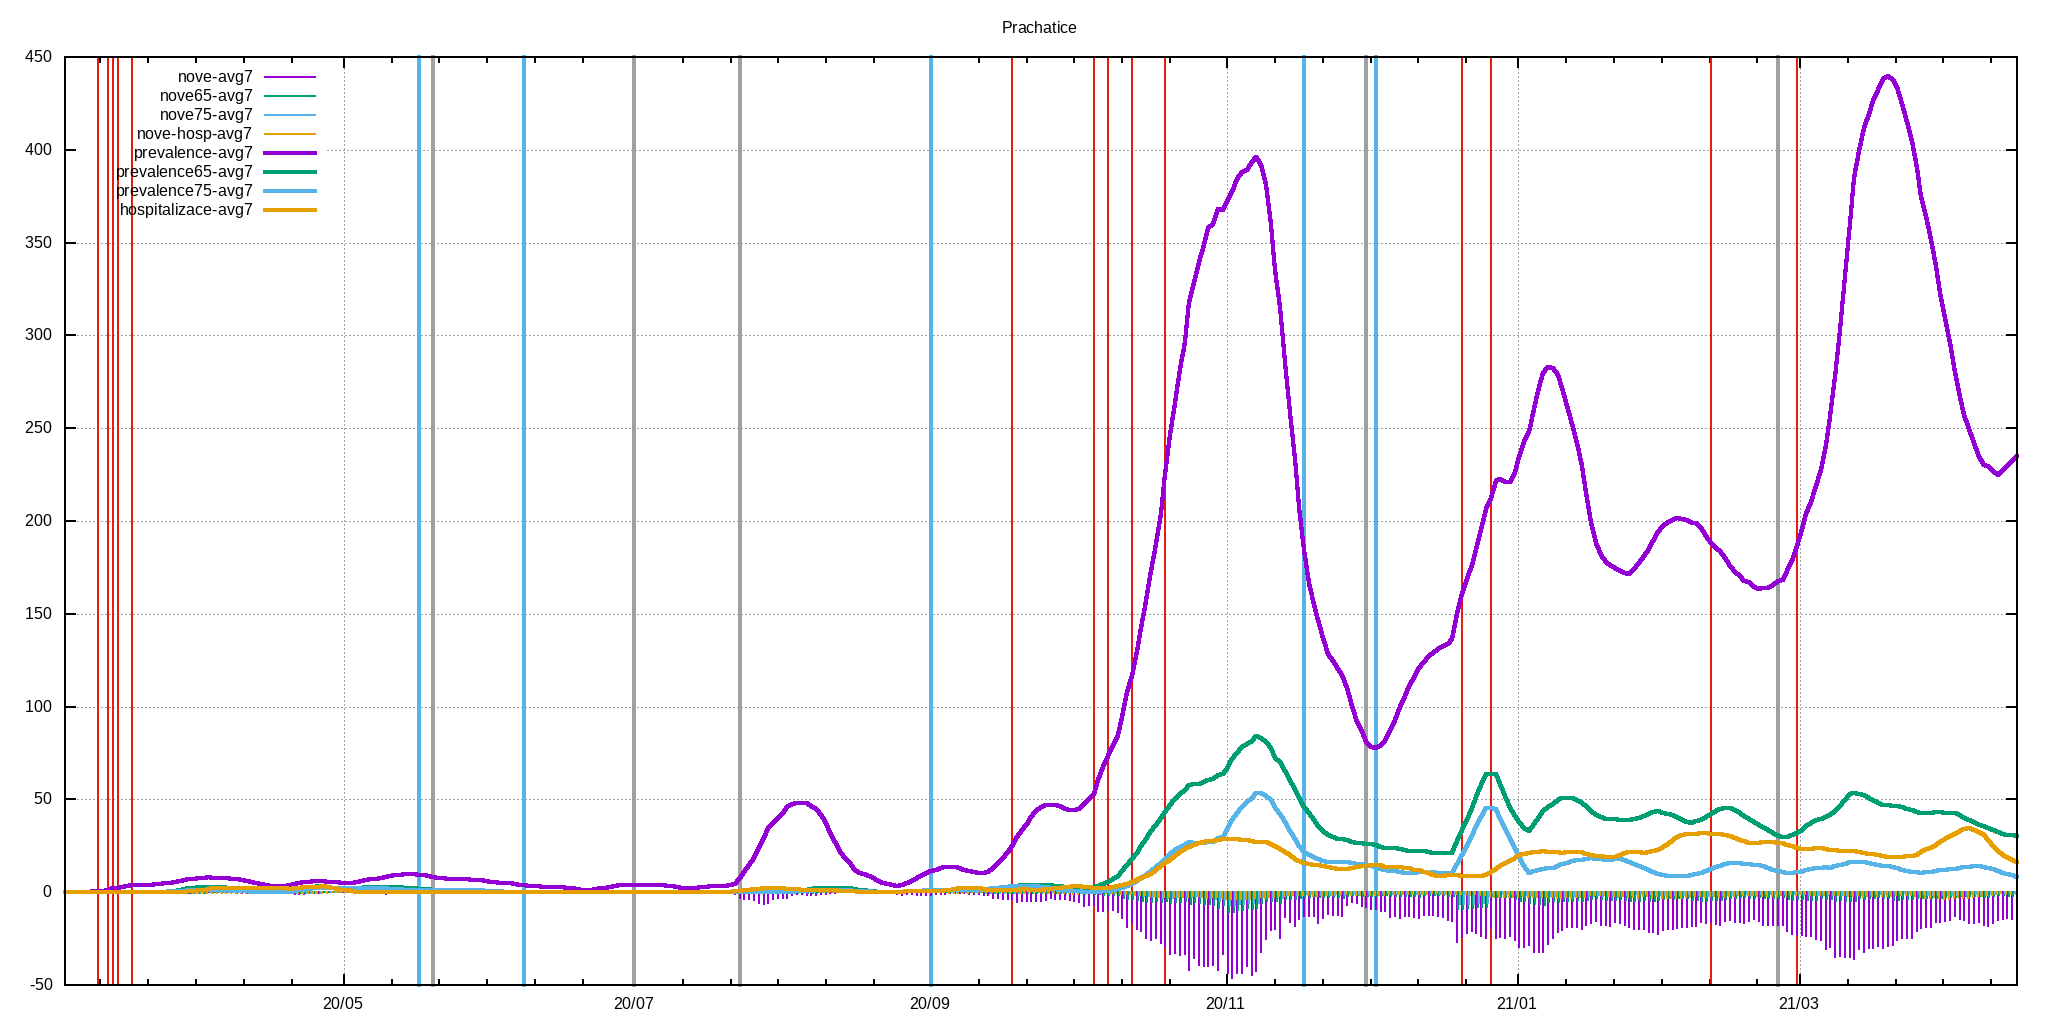 Prachatice
450
400
350
300
250
200
150
100
50
0
-50
nove-avg7
nove65-avg7
nove75-avg7
nove-hosp-avg7
prevalence-avg7
prevalence65-avg7
prevalence75-avg7
hospitalizace-avg7
20/05 20/07 20/09 20/11 21/01 21/03